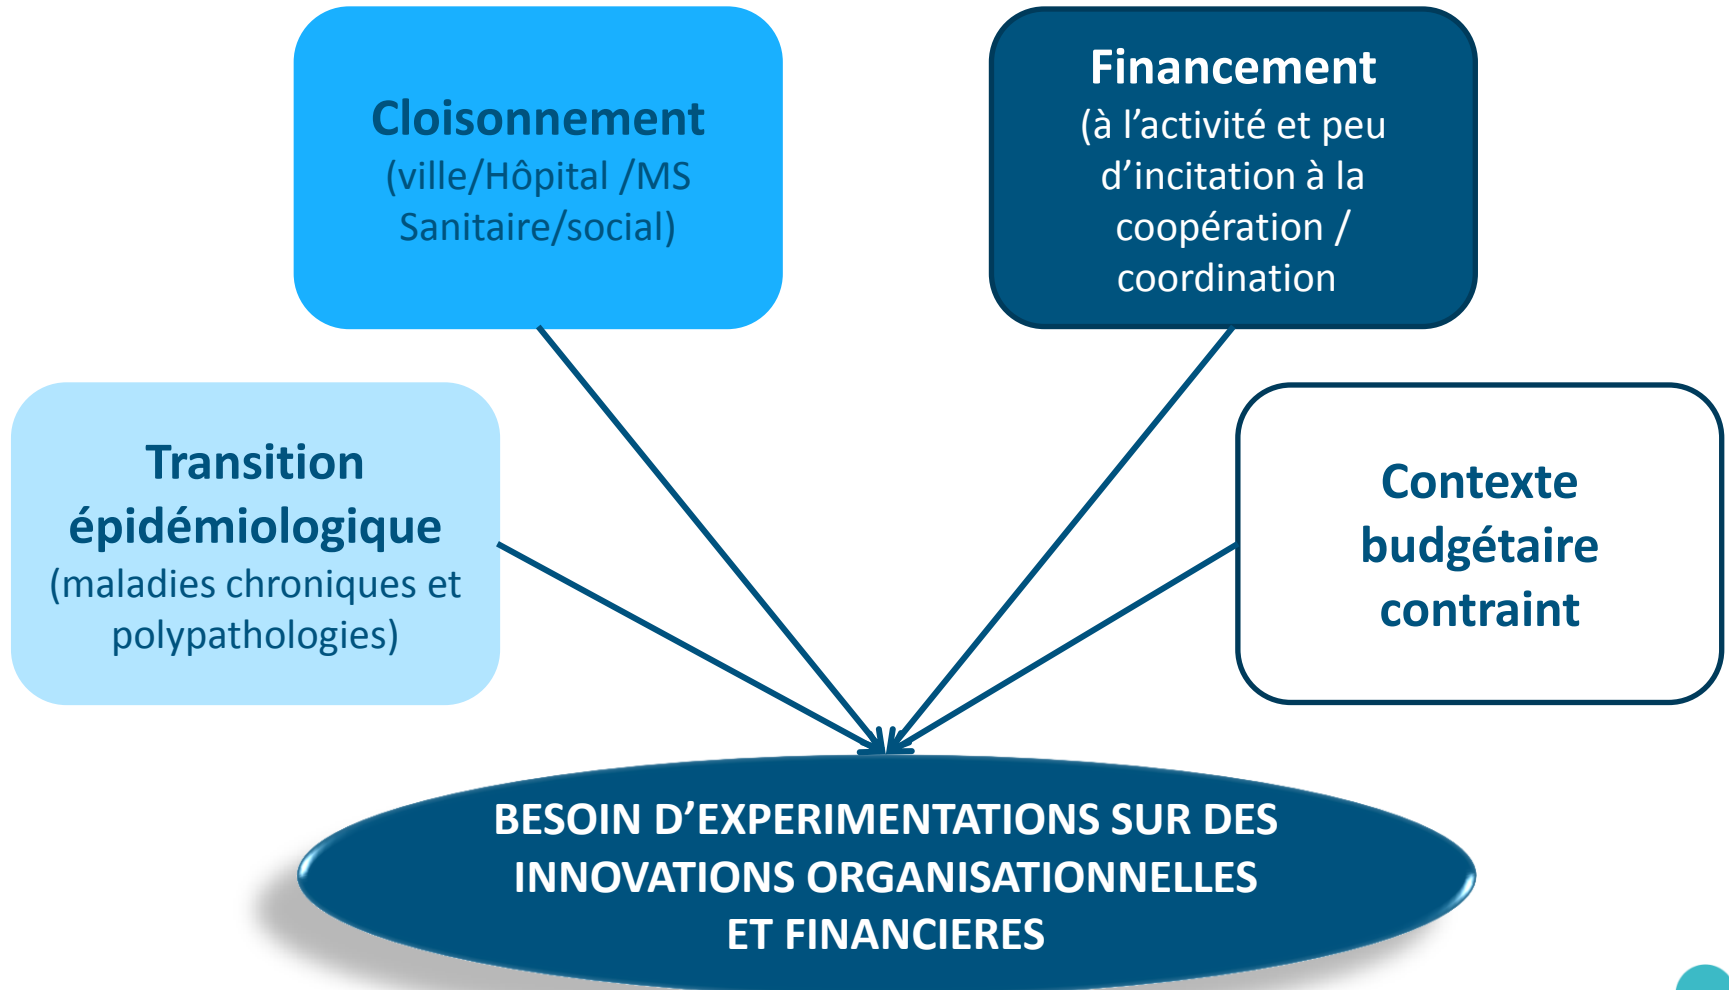 Cloisonnement
(ville/Hôpital /MS
Sanitaire/social)
Financement
(à l’activité et peu
d’incitation à la
coopération /
coordination
Transition
épidémiologique
(maladies chroniques et
polypathologies)
Contexte
budgétaire
contraint
BESOIN D’EXPERIMENTATIONS SUR DES
INNOVATIONS ORGANISATIONNELLES
ET FINANCIERES